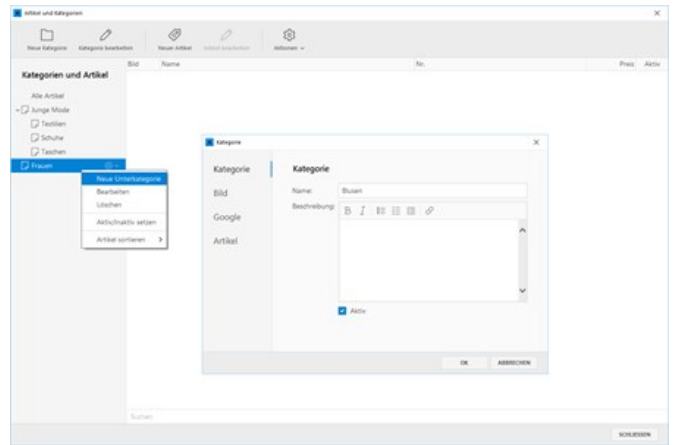 Artikel und Kategorien
Neue Kategorie Kategorie bearbeiten Neuer Artikel Artikel bearbeiten Aktionen
Bild Name Nr. Preis Aktiv
Kategorien und Artikel
Alle Artikel
Junge Mode
Textilien
Schuhe
Taschen
Frauen
Neue Unterkategorie
Bearbeiten
Löschen
Aktiv/Inaktiv setzen
Artikel sortieren
Kategorie
Kategorie
Bild
Google
Artikel
Kategorie
Name: Blusen
Beschreibung:
B I
Aktiv
OK ABBRECHEN
Suchen
SCHLIESSEN